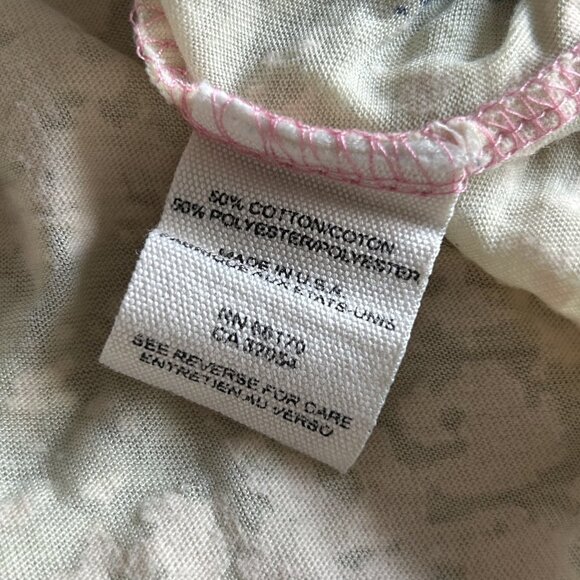 50% COTTON/COTON
50% POLYESTER/POLYESTER
MADE IN U.S.A.
AUX ETATS-UNIS
SEE REVERSE FOR CARE
ENTRETIEN AU VERSO